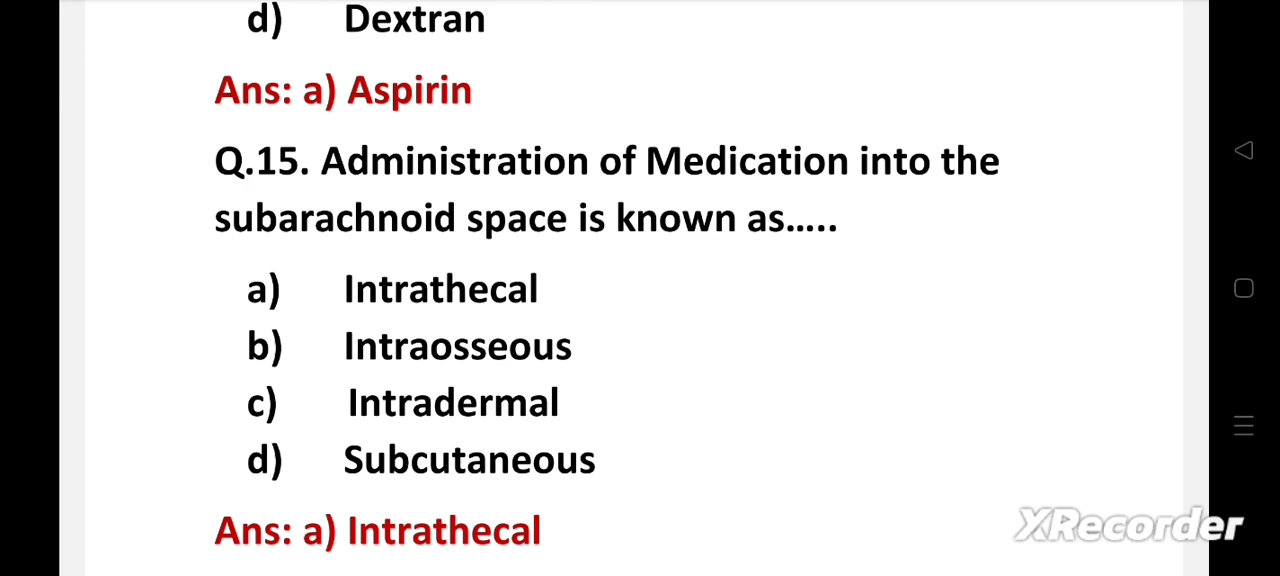 d) Dextran
Ans: a) Aspirin
Q.15. Administration of Medication into the
subarachnoid space is known as.....
a) Intrathecal
b) Intraosseous
c) Intradermal
d) Subcutaneous
Ans: a) Intrathecal
XRecorder